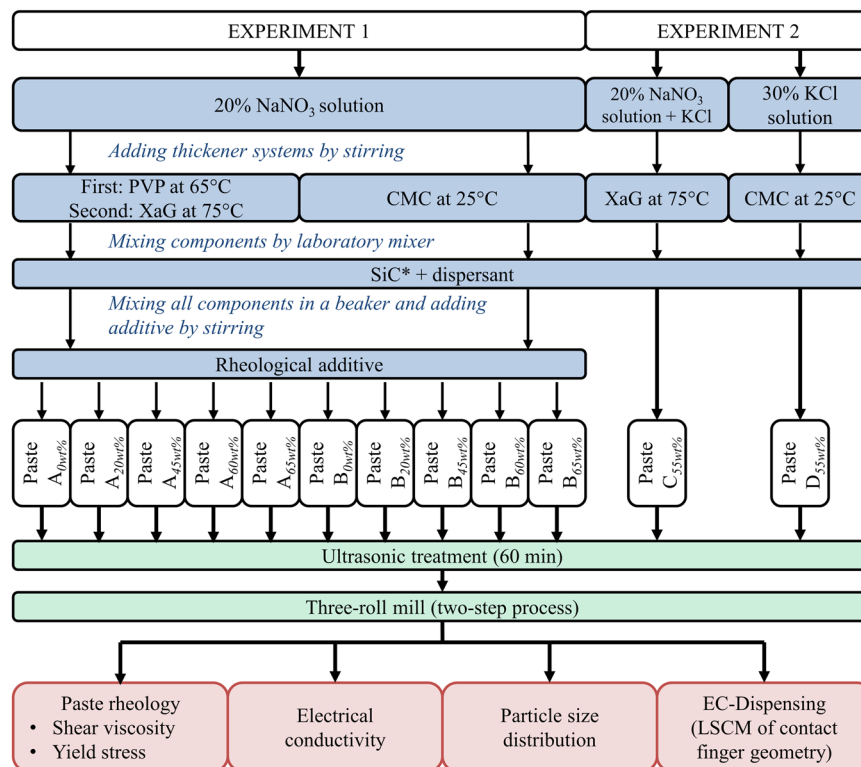 EXPERIMENT 1
EXPERIMENT 2
20% NaNO₃ solution
20% NaNO₃
solution + KCl
30% KCl
solution
Adding thickener systems by stirring
First: PVP at 65°C
Second: XaG at 75°C
CMC at 25°C
XaG at 75°C
CMC at 25°C
Mixing components by laboratory mixer
SiC* + dispersant
Mixing all components in a beaker and adding
additive by stirring
Rheological additive
Paste
A0wt%
Paste
A20wt%
Paste
A45wt%
Paste
A60wt%
Paste
A65wt%
Paste
B0wt%
Paste
B20wt%
Paste
B45wt%
Paste
B60wt%
Paste
B65wt%
Paste
C55wt%
Paste
D55wt%
Ultrasonic treatment (60 min)
Three-roll mill (two-step process)
Paste rheology
• Shear viscosity
• Yield stress
Electrical
conductivity
Particle size
distribution
EC-Dispensing
(LSCM of contact
finger geometry)